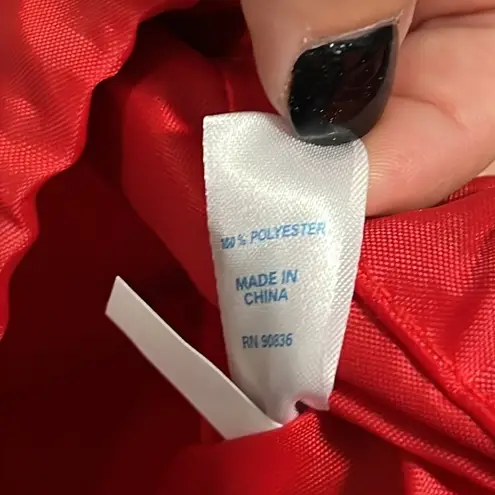 100 % POLYESTER
MADE IN
CHINA
RN 90836